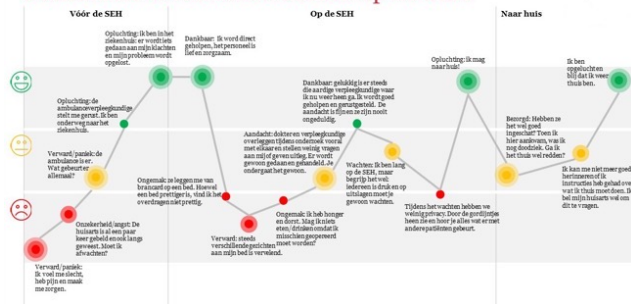 Vóór de SEH
Op de SEH
Naar huis
Opluchting: ik ben in het
ziekenhuis: er wordt iets
gedaan aan mijn klachten
en mijn probleem wordt
opgelost.
Dankbaar: Ik word direct
geholpen, het personeel is
lief en zorgzaam.
Opluchting: de
ambulanceverpleegkundige
stelt me gerust. Ik ben
onderweg naar het
ziekenhuis.
Verward/paniek: de
ambulance is er.
Wat gebeurt er
allemaal?
Onzekerheid/angst: De
huisarts is al een paar
keer gebeld en ook langs
geweest. Moet ik
afwachten?
Verward/paniek:
Ik voel me slecht,
heb pijn en maak
me zorgen.
Ongemak: ze leggen me van
brancard op een bed. Hoewel
een bed prettiger is, vind ik het
overdragen niet prettig.
Verward: steeds
verschillende gezichten
aan mijn bed is vervelend.
Aandacht: dokter en verpleegkundige
overleggen tijdens onderzoek vooral
met elkaar en stellen weinig vragen
aan mij of geven uitleg. Er wordt
gewoon gedaan en gehandeld. Je
ondergaat het gewoon.
Ongemak: ik heb honger
en dorst. Mag ik niets
eten/drinken omdat ik
misschien geopereerd
moet worden?
Dankbaar: gelukkig is er steeds
die aardige verpleegkundige waar
ik nu weer heen ga. Ik word goed
geholpen en gerustgesteld. De
aandacht is fijn en ze zijn nooit
ongeduldig.
Wachten: Ik ben lang
op de SEH, maar
begrijp het wel:
iedereen is druk en op
uitslagen moet je
gewoon wachten.
Tijdens het wachten hebben we
weinig privacy. Door de gordijntjes
heen zie en hoor je alles wat er met
andere patiënten gebeurt.
Opluchting: Ik mag
naar huis!
Bezorgd: Hebben ze
het wel goed
ingeschat? Toen ik
hier aankwam, was ik
nog doodziek. Ga ik
het thuis wel redden?
Ik ben
opgelucht en
blij dat ik weer
thuis ben.
Ik kan me niet meer goed
herinneren of ik
instructies heb gehad over
wat ik thuis moet doen. Ik
bel mijn huisarts wel om
dit te vragen.